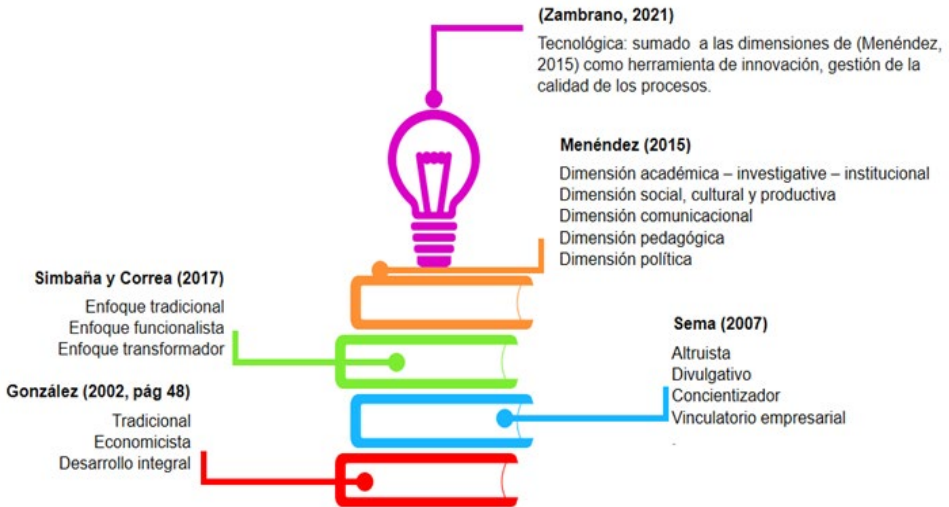 (Zambrano, 2021)
Tecnológica: sumado a las dimensiones de (Menéndez,
2015) como herramienta de innovación, gestión de la
calidad de los procesos.
Menéndez (2015)
Dimensión académica – investigative – institucional
Dimensión social, cultural y productiva
Dimensión comunicacional
Dimensión pedagógica
Dimensión política
Simbaña y Correa (2017)
Enfoque tradicional
Enfoque funcionalista
Enfoque transformador
Sema (2007)
Altruista
Divulgativo
Concientizador
Vinculatorio empresarial
.
González (2002, pág 48)
Tradicional
Economicista
Desarrollo integral